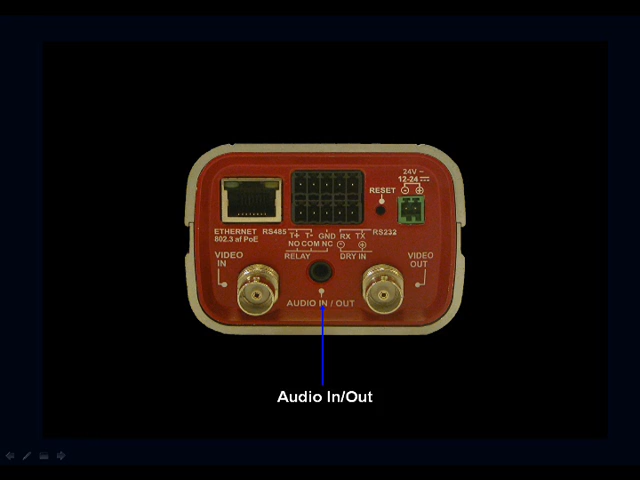 24V ~
12-24 ⎓
RESET
ETHERNET
802.3 af PoE
RS485 T+ T- GND RX TX RS232
NO COM NC
RELAY
DRY IN
VIDEO
IN
VIDEO
OUT
AUDIO IN / OUT
Audio In/Out